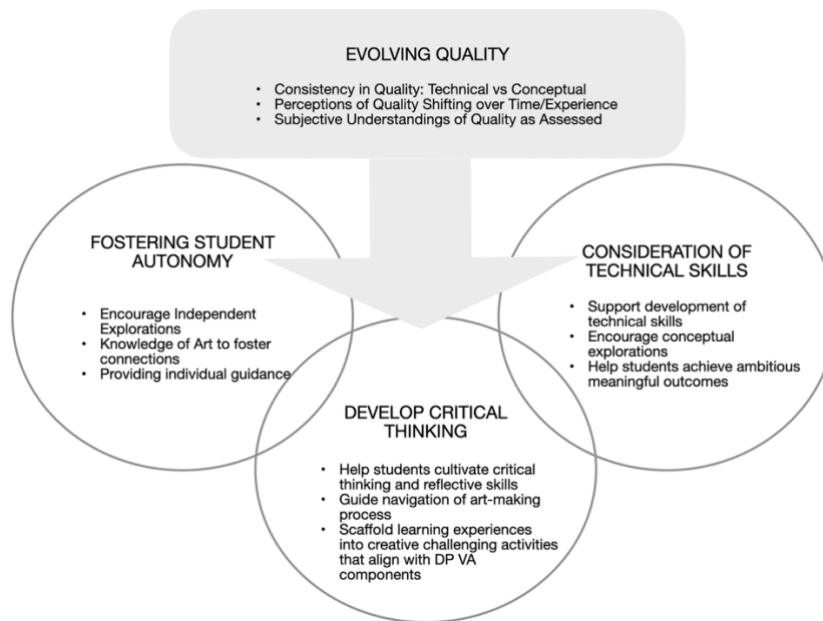 EVOLVING QUALITY
• Consistency in Quality: Technical vs Conceptual
• Perceptions of Quality Shifting over Time/Experience
• Subjective Understandings of Quality as Assessed
FOSTERING STUDENT
AUTONOMY
• Encourage Independent
Explorations
• Knowledge of Art to foster
connections
• Providing individual guidance
CONSIDERATION OF
TECHNICAL SKILLS
• Support development of
technical skills
• Encourage conceptual
explorations
• Help students achieve ambitious
meaningful outcomes
DEVELOP CRITICAL
THINKING
• Help students cultivate critical
thinking and reflective skills
• Guide navigation of art-making
process
• Scaffold learning experiences
into creative challenging activities
that align with DP VA
components